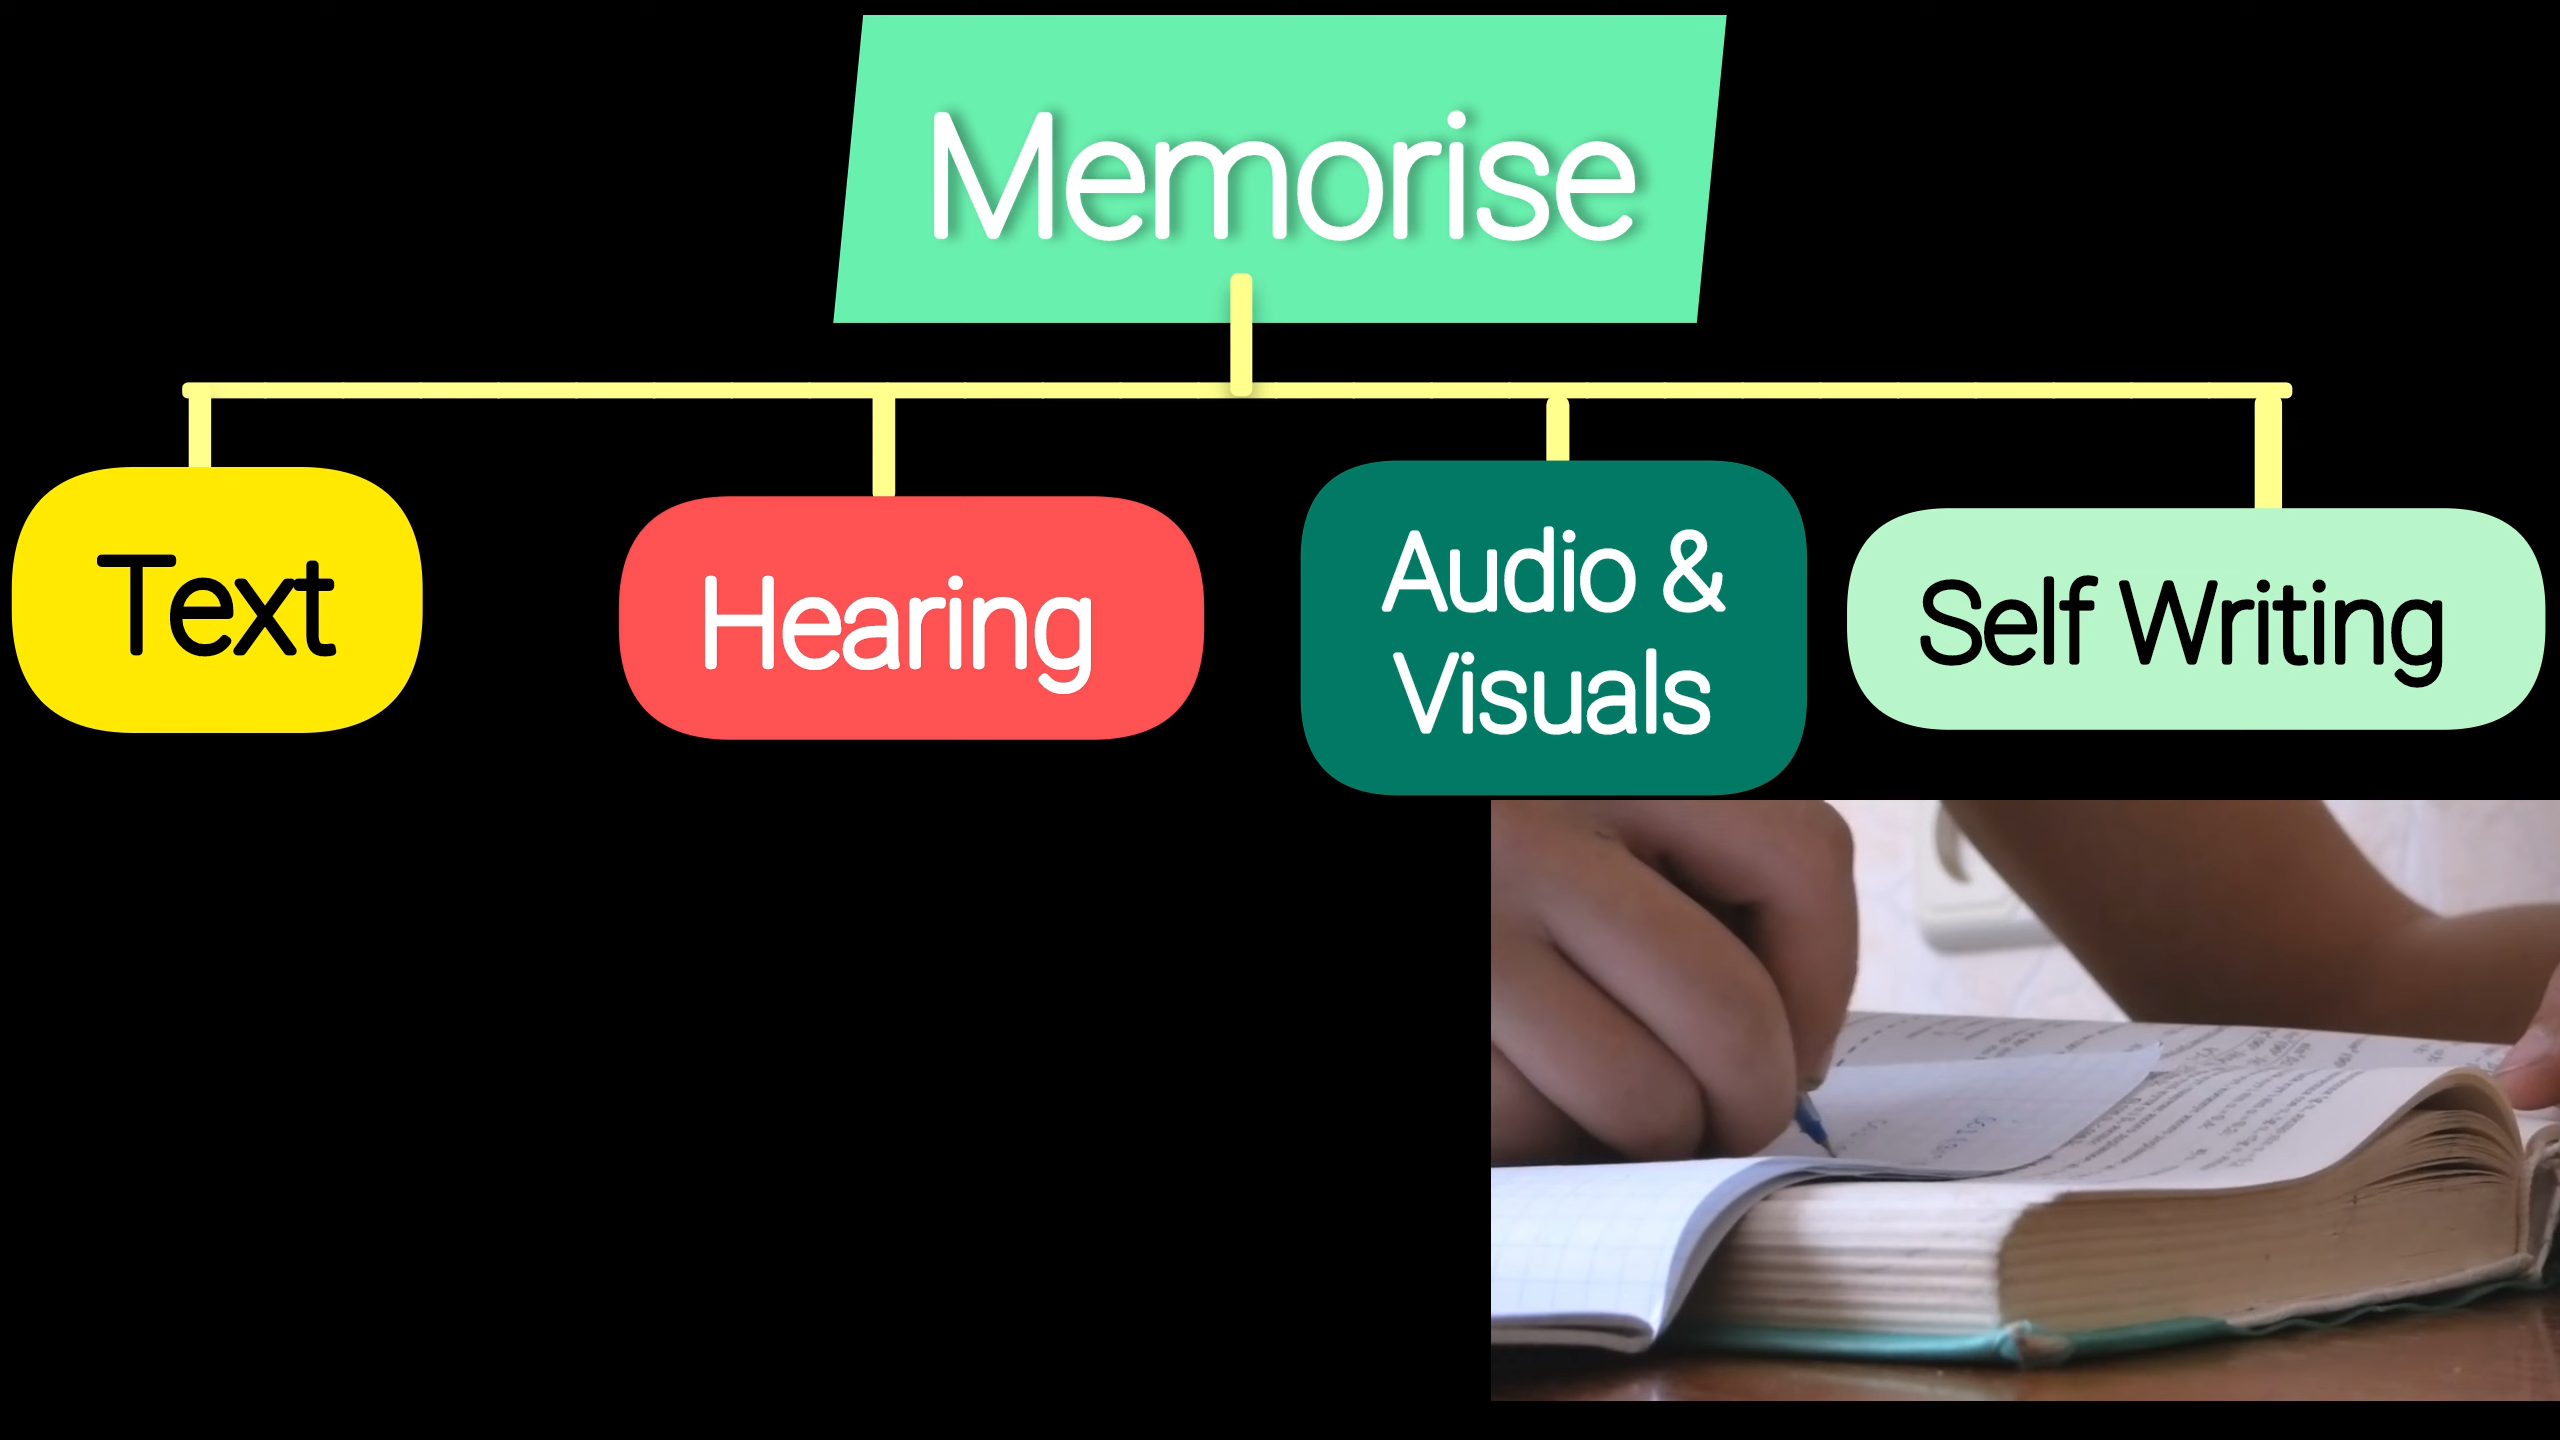 Memorise
Text
Hearing
Audio &
Visuals
Self Writing